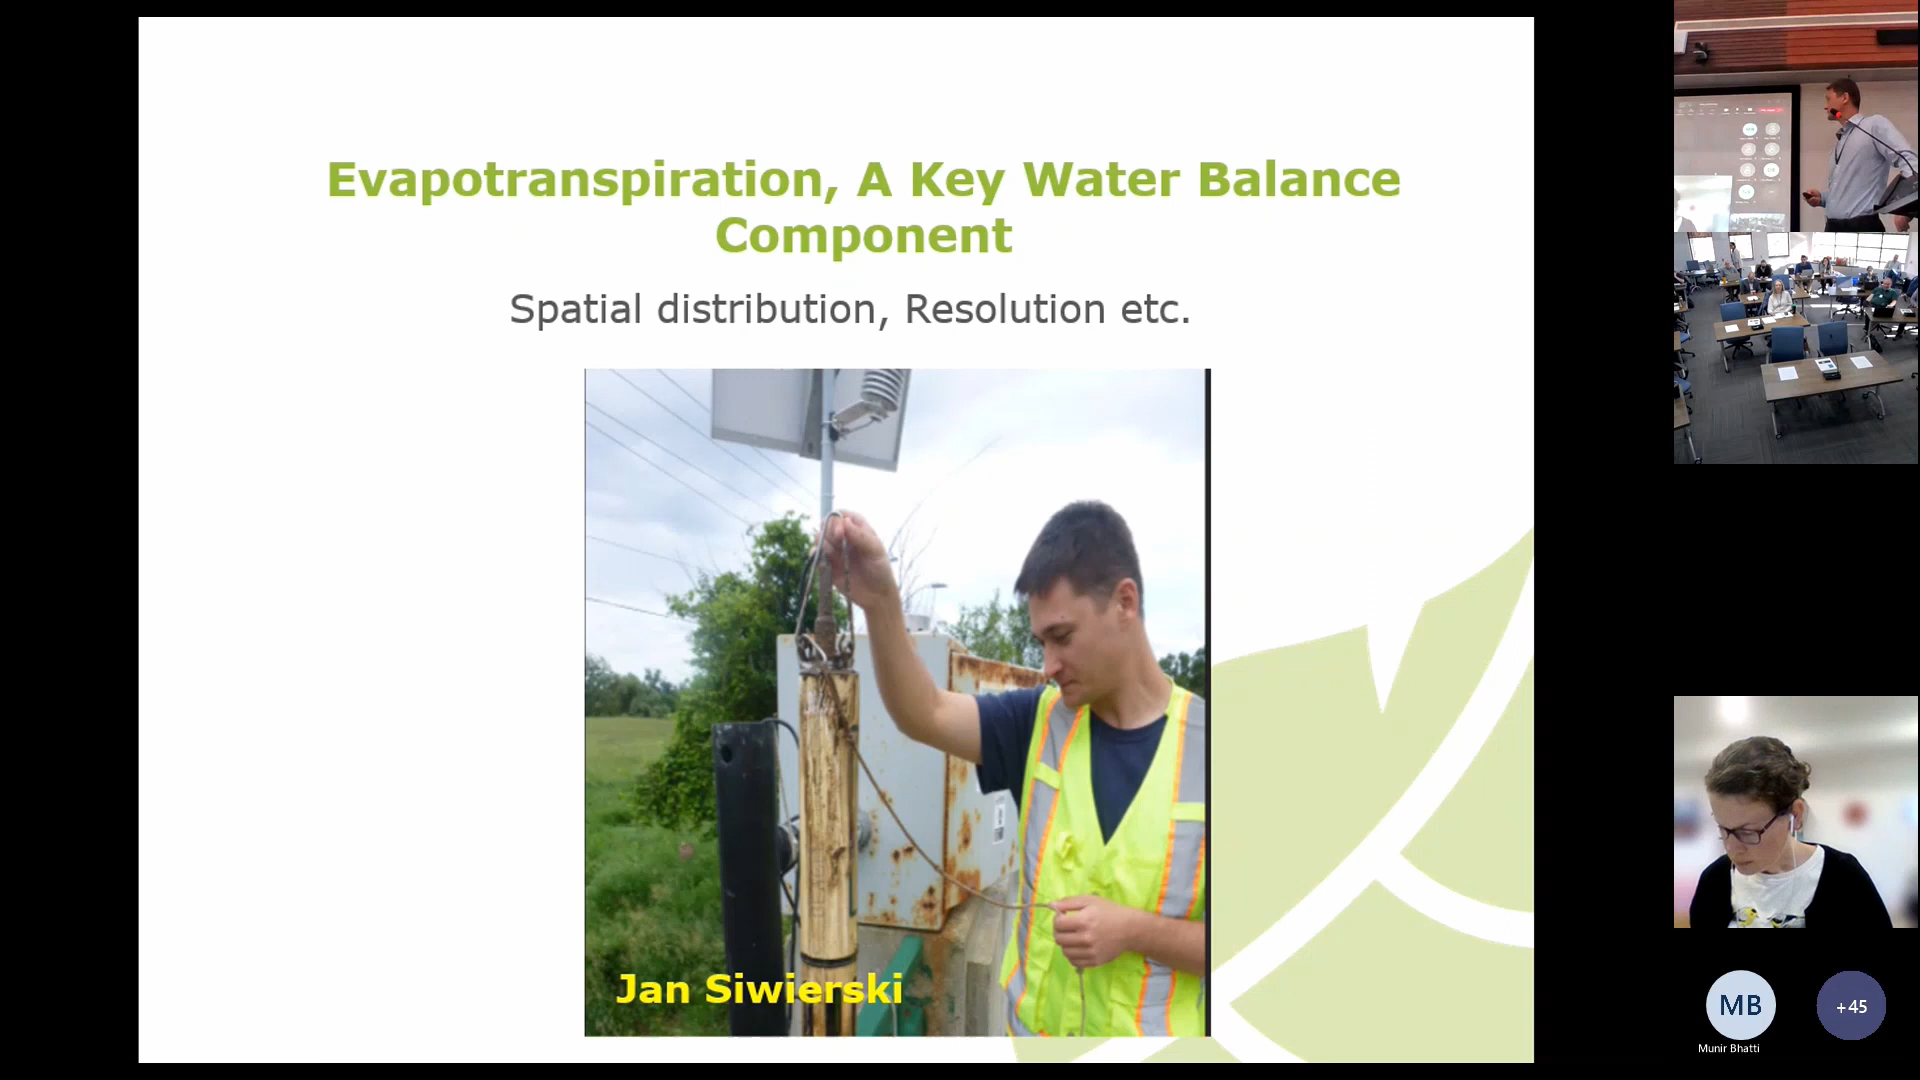 Evapotranspiration, A Key Water Balance
Component
Spatial distribution, Resolution etc.
Jan Siwierski
MB
+45
Munir Bhatti